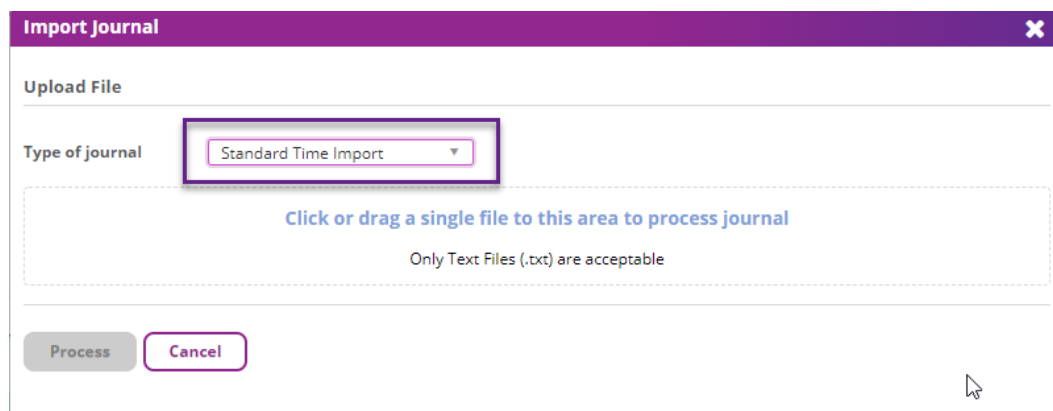 Import Journal
Upload File
Type of journal Standard Time Import
Click or drag a single file to this area to process journal
Only Text Files (.txt) are acceptable
Process Cancel